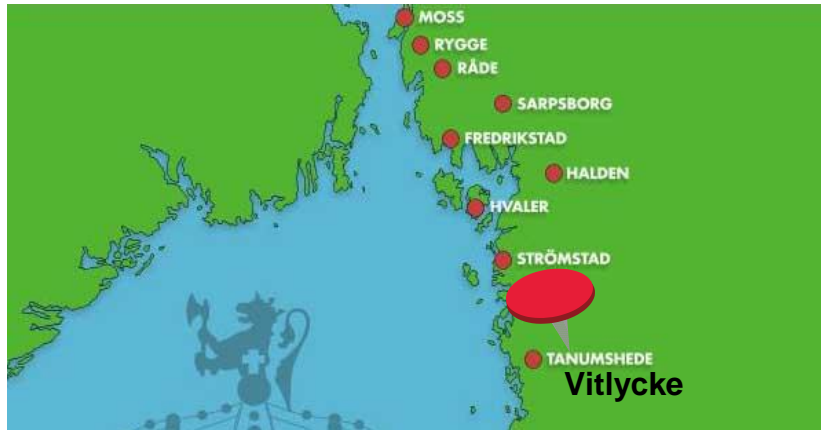 MOSS
RYGGE
RÅDE
SARPSBORG
FREDRIKSTAD
HALDEN
HVALER
STRÖMSTAD
TANUMSHEDE
Vitlycke